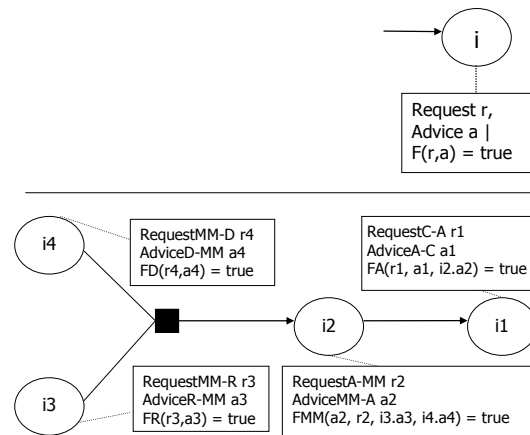 i
Request r,
Advice a |
F(r,a) = true
i4
RequestMM-D r4
AdviceD-MM a4
FD(r4,a4) = true
RequestC-A r1
AdviceA-C a1
FA(r1, a1, i2.a2) = true
i2
i1
i3
RequestMM-R r3
AdviceR-MM a3
FR(r3,a3) = true
RequestA-MM r2
AdviceMM-A a2
FMM(a2, r2, i3.a3, i4.a4) = true